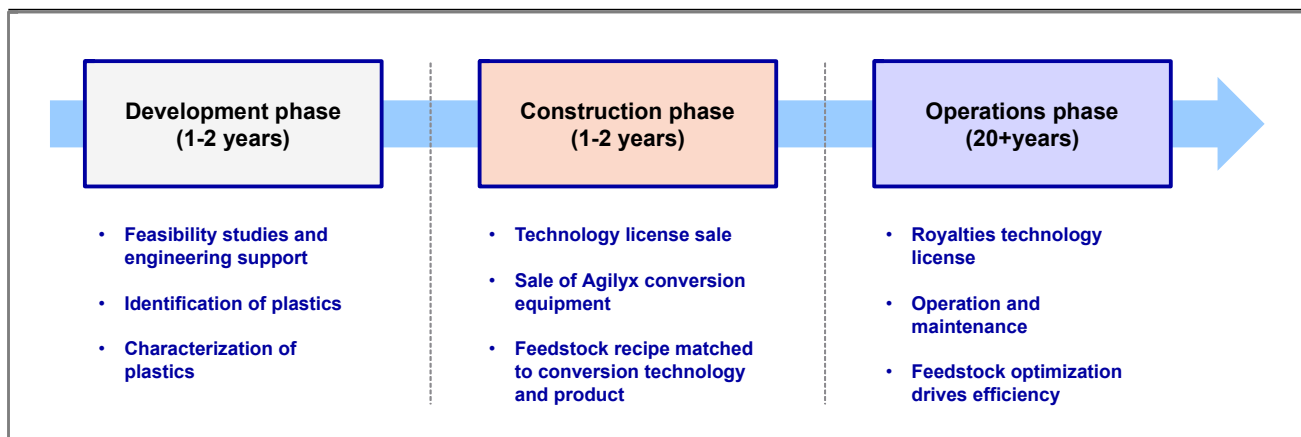 Development phase
(1-2 years)
• Feasibility studies and
engineering support
• Identification of plastics
• Characterization of
plastics
Construction phase
(1-2 years)
• Technology license sale
• Sale of Agilyx conversion
equipment
• Feedstock recipe matched
to conversion technology
and product
Operations phase
(20+years)
• Royalties technology
license
• Operation and
maintenance
• Feedstock optimization
drives efficiency